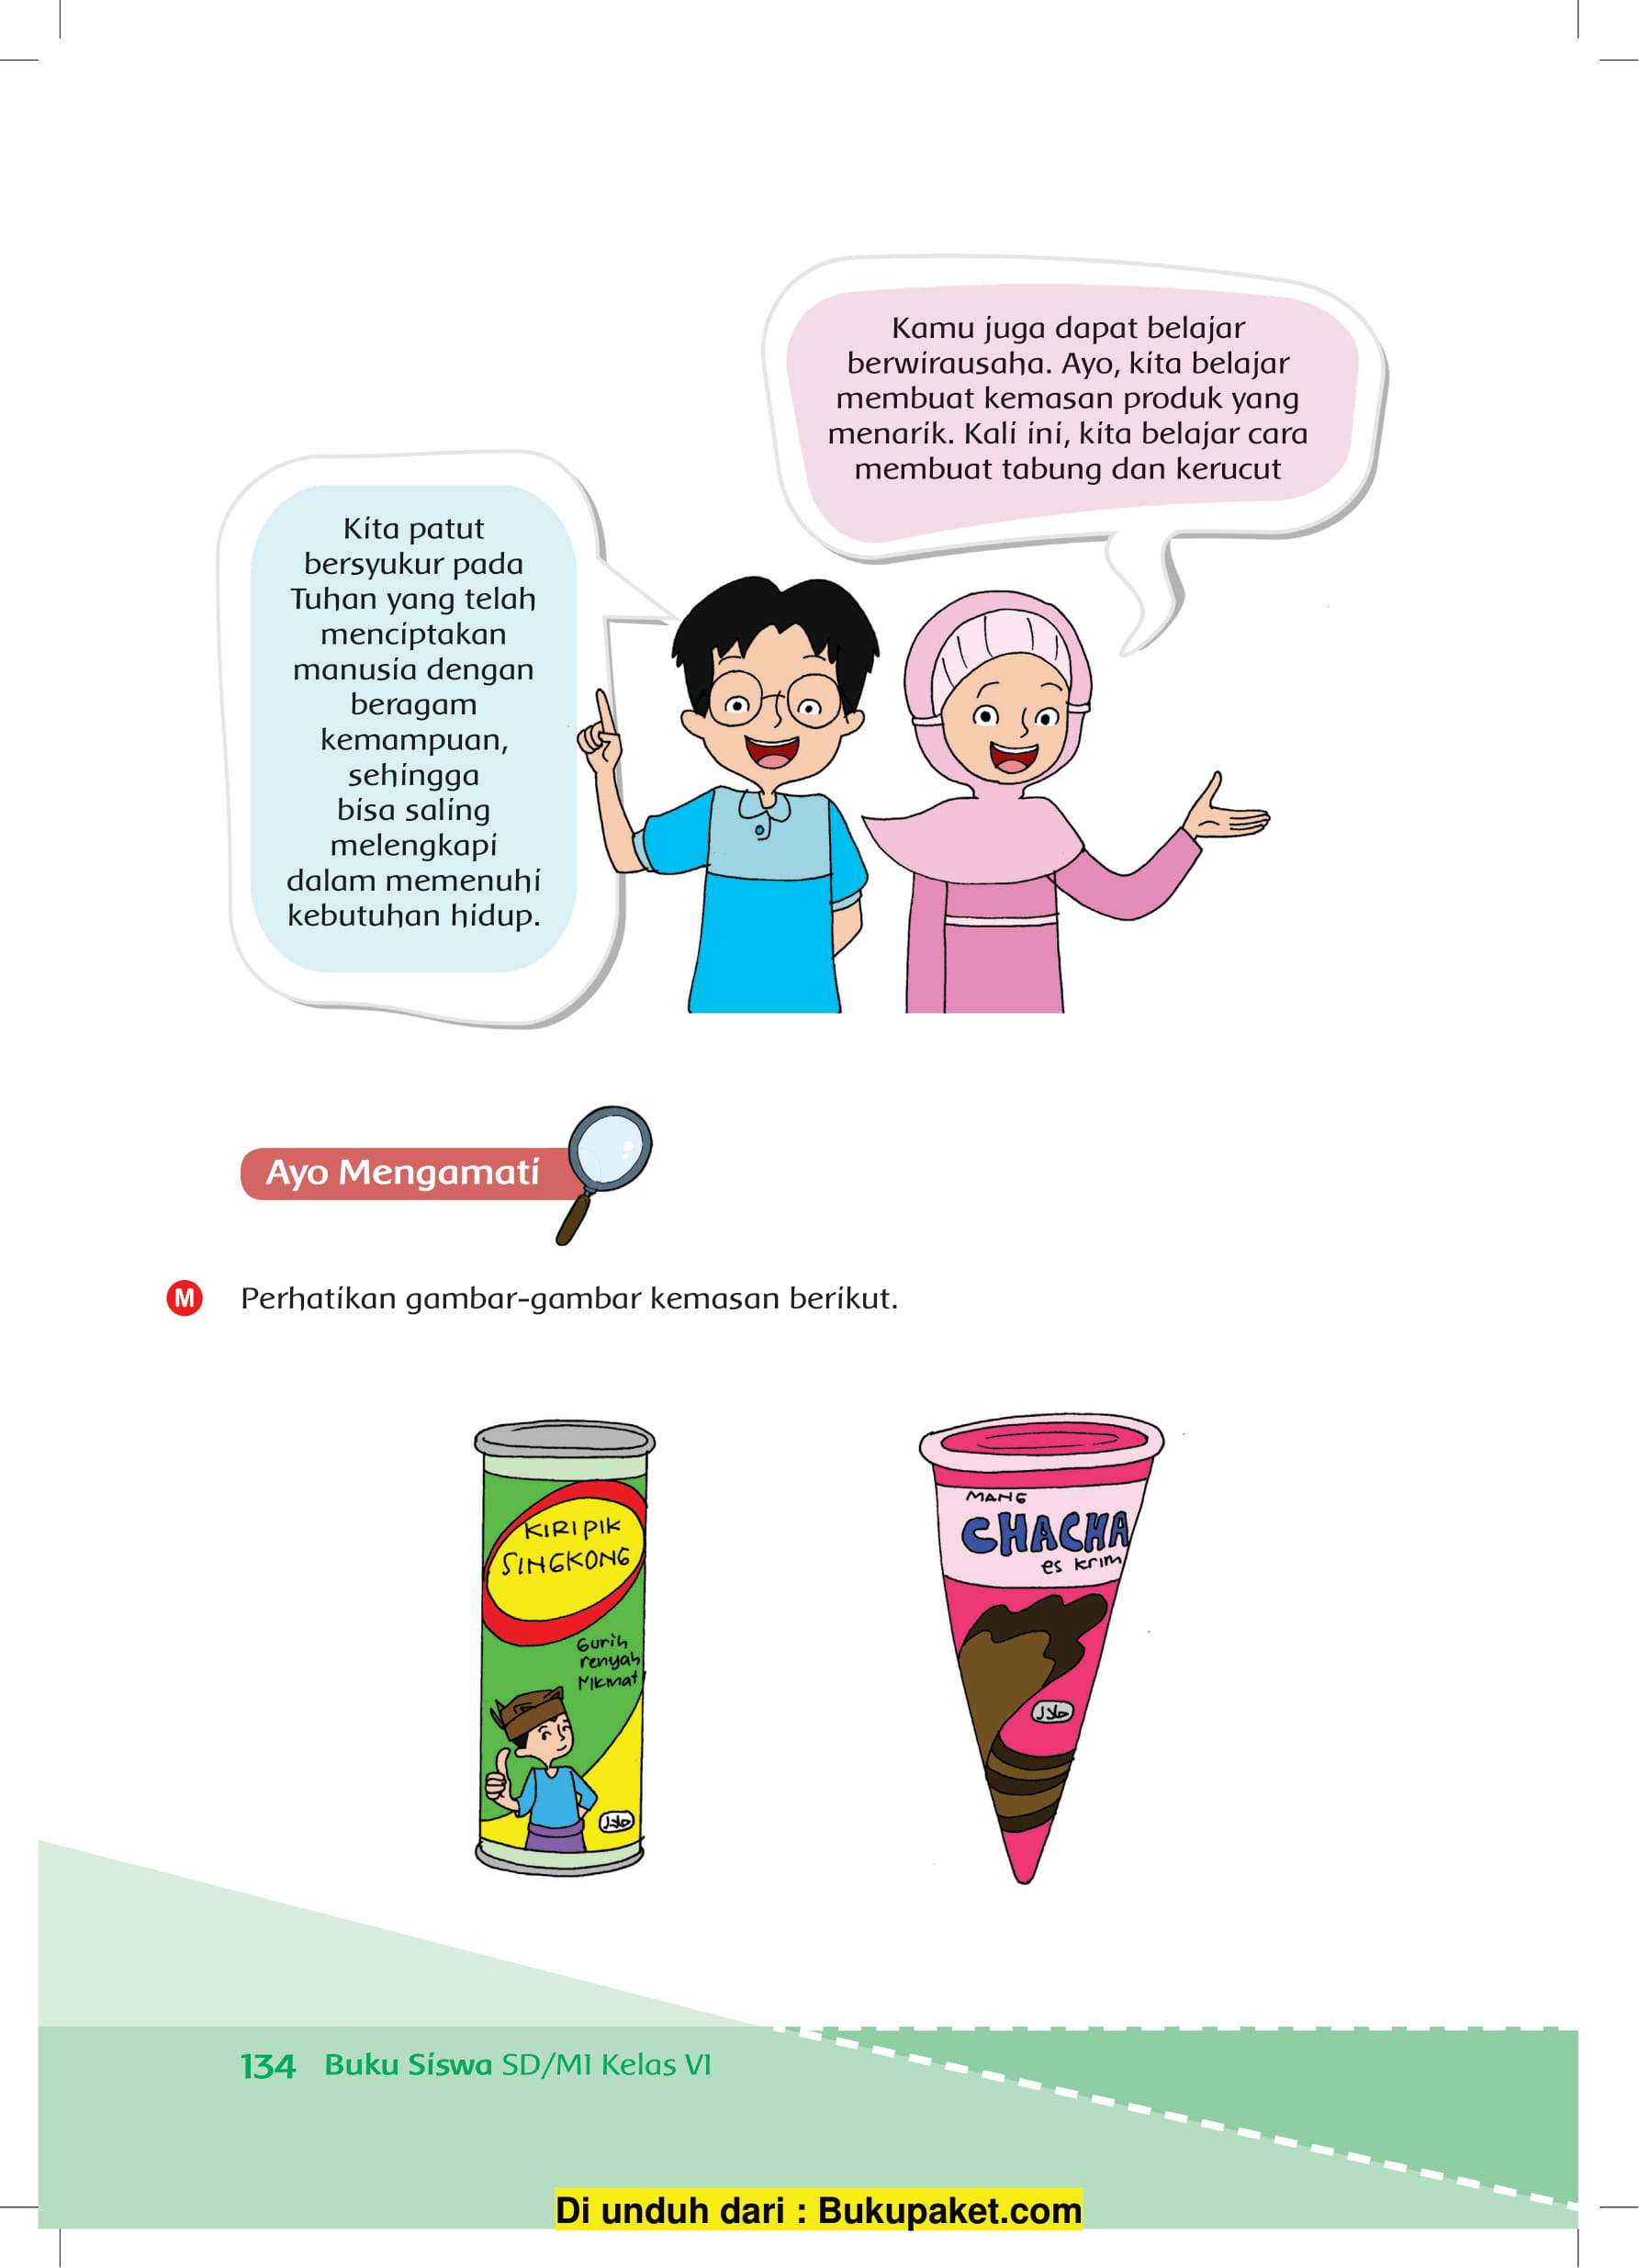 Kamu juga dapat belajar
berwirausaha. Ayo, kita belajar
membuat kemasan produk yang
menarik. Kali ini, kita belajar cara
membuat tabung dan kerucut
Kita patut
bersyukur pada
Tuhan yang telah
menciptakan
manusia dengan
beragam
kemampuan,
sehingga
bisa saling
melengkapi
dalam memenuhi
kebutuhan hidup.
Ayo Mengamati
M Perhatikan gambar-gambar kemasan berikut.
KIRIPIK
SINGKONG
Gurih
renyah
Nikmat
حلال
MANG
CHACHA
es krim
حلال
134 Buku Siswa SD/MI Kelas VI
Di unduh dari : Bukupaket.com